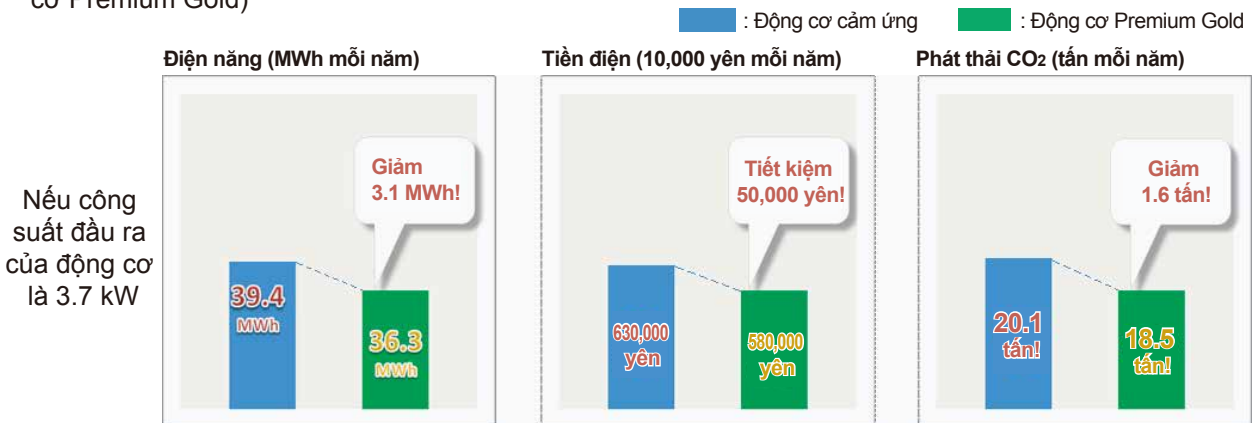 cơ Premium Gold)
: Động cơ cảm ứng : Động cơ Premium Gold
Điện năng (MWh mỗi năm)
Tiền điện (10,000 yên mỗi năm)
Phát thải CO2 (tấn mỗi năm)
Nếu công
suất đầu ra
của động cơ
là 3.7 kW
Giảm
3.1 MWh!
39.4
MWh
36.3
MWh
Tiết kiệm
50,000 yên!
630,000
yên
580,000
yên
Giảm
1.6 tấn!
20.1
tấn!
18.5
tấn!